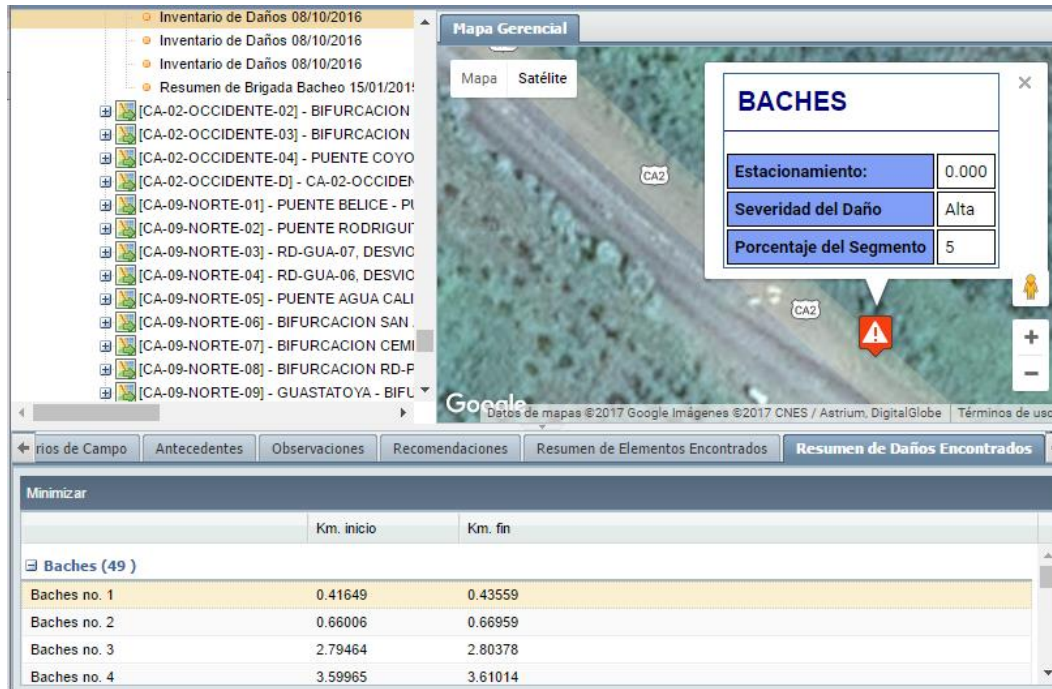 Inventario de Daños 08/10/2016
Inventario de Daños 08/10/2016
Inventario de Daños 08/10/2016
Resumen de Brigada Bacheo 15/01/201
[CA-02-OCCIDENTE-02] - BIFURCACION
[CA-02-OCCIDENTE-03] - BIFURCACION
[CA-02-OCCIDENTE-04] - PUENTE COYO
[CA-02-OCCIDENTE-D] - CA-02-OCCIDEN
[CA-09-NORTE-01] - PUENTE BELICE - PU
[CA-09-NORTE-02] - PUENTE RODRIGUIT
[CA-09-NORTE-03] - RD-GUA-07, DESVIO
[CA-09-NORTE-04] - RD-GUA-06, DESVIO
[CA-09-NORTE-05] - PUENTE AGUA CALI
[CA-09-NORTE-06] - BIFURCACION SAN
[CA-09-NORTE-07] - BIFURCACION CEME
[CA-09-NORTE-08] - BIFURCACION RD-P
[CA-09-NORTE-09] - GUASTATOYA - BIFU
Mapa Gerencial
Mapa Satélite
CA2
CA2
BACHES
Estacionamiento: 0.000
Severidad del Daño Alta
Porcentaje del Segmento 5
Google
Datos de mapas ©2017 Google Imágenes ©2017 CNES / Astrium, DigitalGlobe Términos de uso
rios de Campo Antecedentes Observaciones Recomendaciones Resumen de Elementos Encontrados Resumen de Daños Encontrados
Minimizar
Km. inicio Km. fin
Baches (49 )
Baches no. 1 0.41649 0.43559
Baches no. 2 0.66006 0.66959
Baches no. 3 2.79464 2.80378
Baches no. 4 3.59965 3.61014